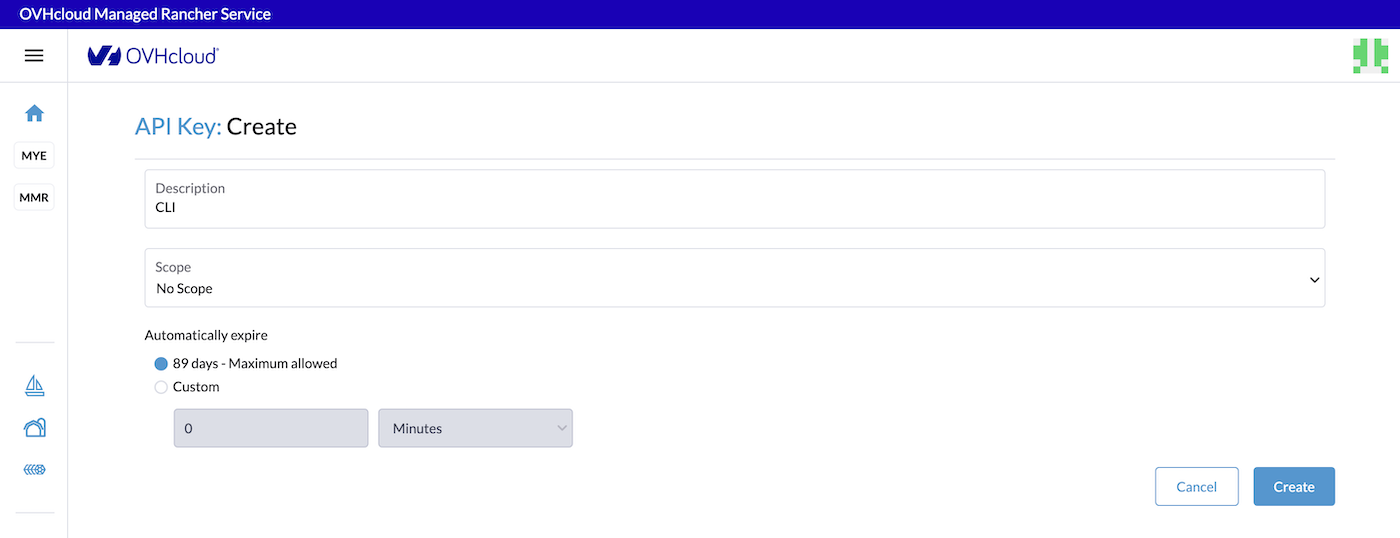 OVHcloud Managed Rancher Service
OVHcloud
MYE
MMR
API Key: Create
Description
CLI
Scope
No Scope
Automatically expire
89 days - Maximum allowed
Custom
0
Minutes
Cancel
Create